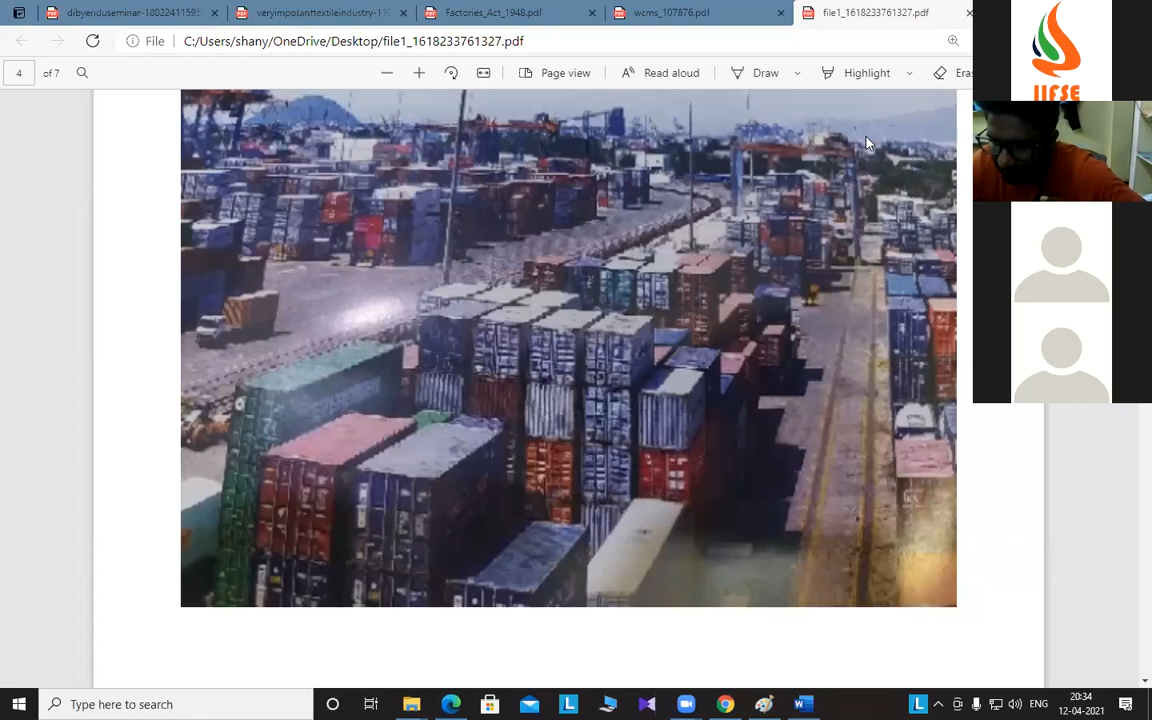 dibyenduseminar-18022411595
veryimpotanttextileindustry-110
Factories_Act_1948.pdf
wcms_107876.pdf
file1_1618233761327.pdf
File
C:/Users/shany/OneDrive/Desktop/file1_1618233761327.pdf
4
of 7
Page view
Read aloud
Draw
Highlight
Eras
IIFSE
Type here to search
ENG
20:34
12-04-2021